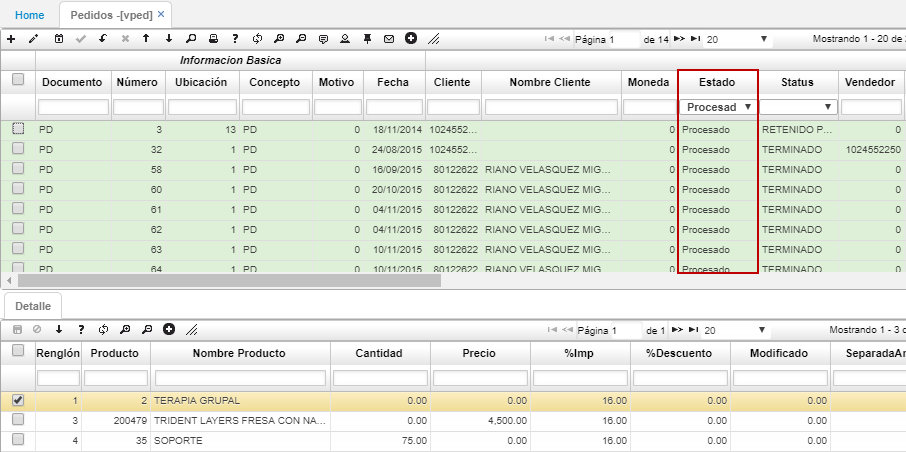 Home Pedidos -[vped] ×
Página 1 de 14 20 Mostrando 1 - 20 de
Informacion Basica
Documento Número Ubicación Concepto Motivo Fecha Cliente Nombre Cliente Moneda Estado Status Vendedor
Procesad
PD 3 13 PD 0 18/11/2014 1024552... 0 Procesado RETENIDO P... 0
PD 32 1 PD 0 24/08/2015 1024552... 0 Procesado TERMINADO 1024552250
PD 58 1 PD 0 16/09/2015 80122622 RIANO VELASQUEZ MIG... 0 Procesado TERMINADO 0
PD 60 1 PD 0 20/10/2015 80122622 RIANO VELASQUEZ MIG... 0 Procesado TERMINADO 0
PD 61 1 PD 0 04/11/2015 80122622 RIANO VELASQUEZ MIG... 0 Procesado TERMINADO 0
PD 62 1 PD 0 04/11/2015 80122622 RIANO VELASQUEZ MIG... 0 Procesado TERMINADO 0
PD 63 1 PD 0 10/11/2015 80122622 RIANO VELASQUEZ MIG... 0 Procesado TERMINADO 0
PD 64 1 PD 0 10/11/2015 80122622 RIANO VELASQUEZ MIG 0 Procesado TERMINADO 0
Detalle
Página 1 de 1 20 Mostrando 1 - 3 d
Renglón Producto Nombre Producto Cantidad Precio %Imp %Descuento Modificado SeparadaAn
1 2 TERAPIA GRUPAL 0.00 0.00 16.00 0.00 0.00
3 200479 TRIDENT LAYERS FRESA CON NA... 0.00 4,500.00 16.00 0.00 0.00
4 35 SOPORTE 75.00 0.00 16.00 0.00 0.00